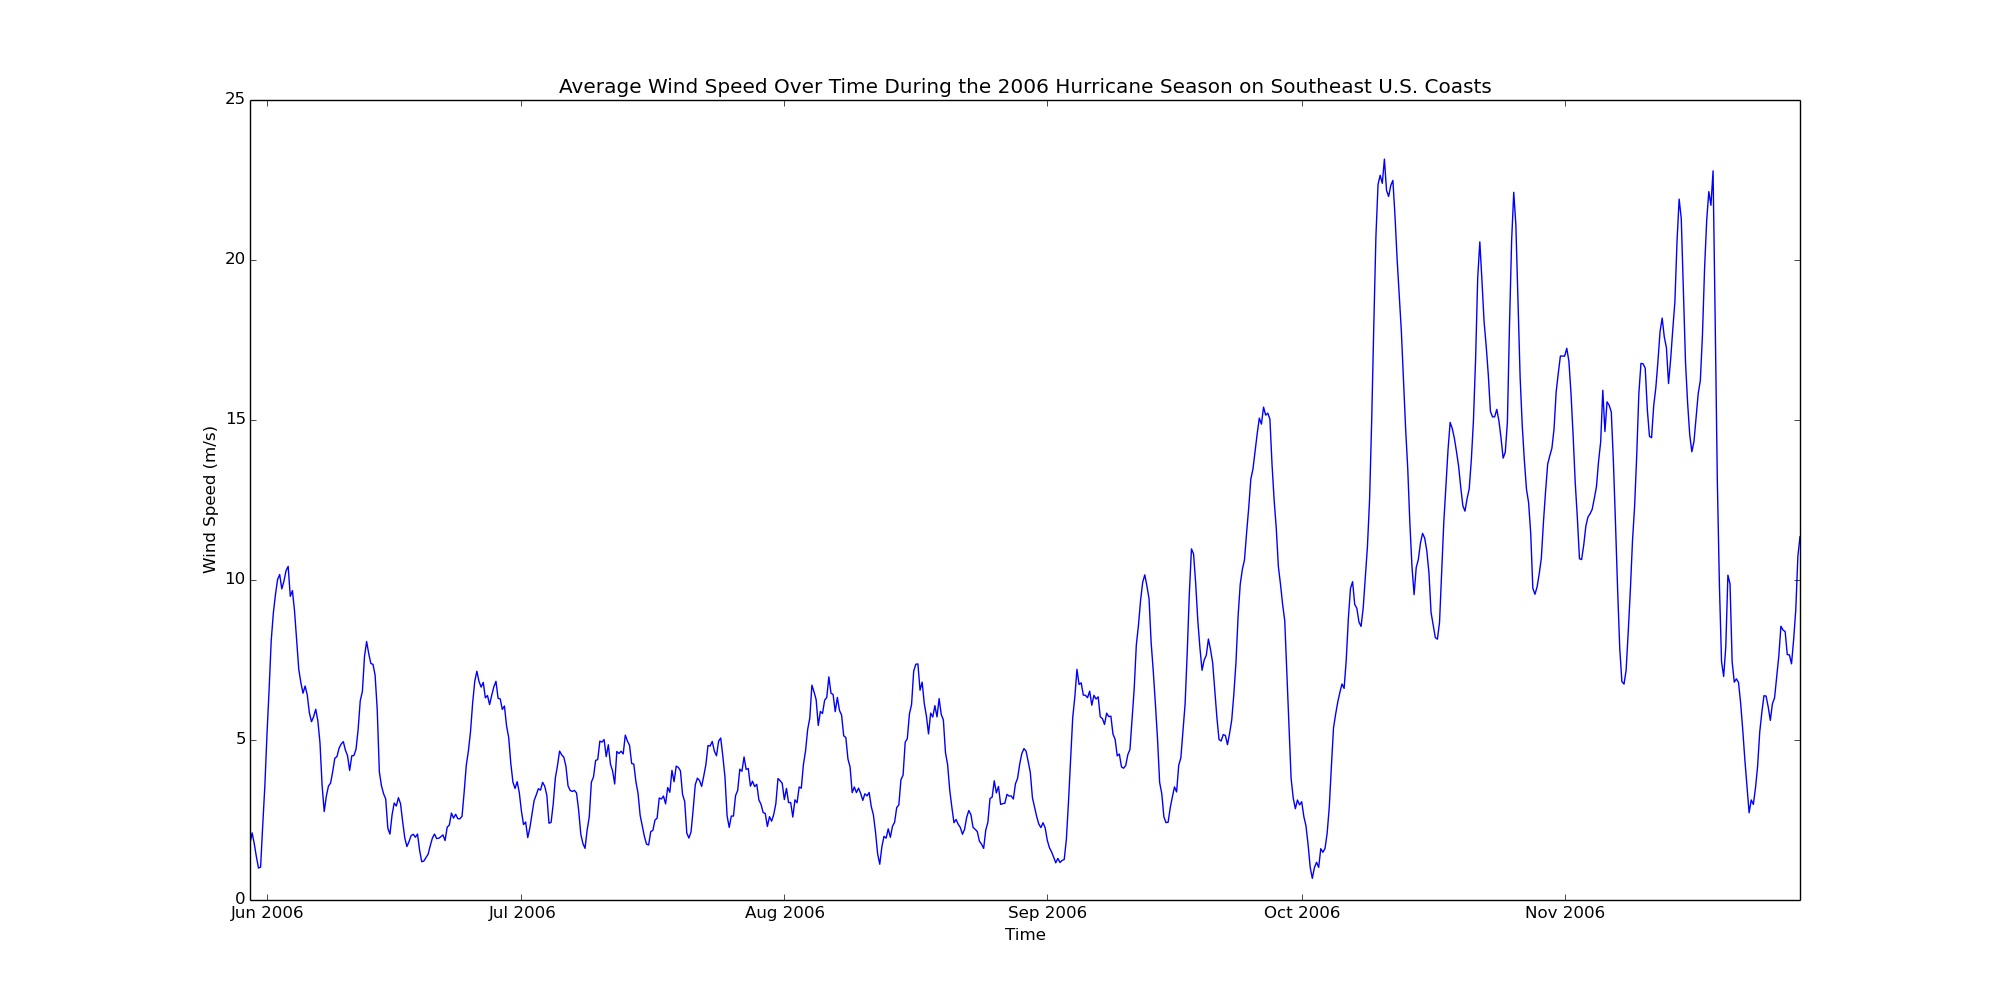 Average Wind Speed Over Time During the 2006 Hurricane Season on Southeast U.S. Coasts
25
20
15
10
5
0
Wind Speed (m/s)
Jun 2006 Jul 2006 Aug 2006 Sep 2006 Oct 2006 Nov 2006
Time